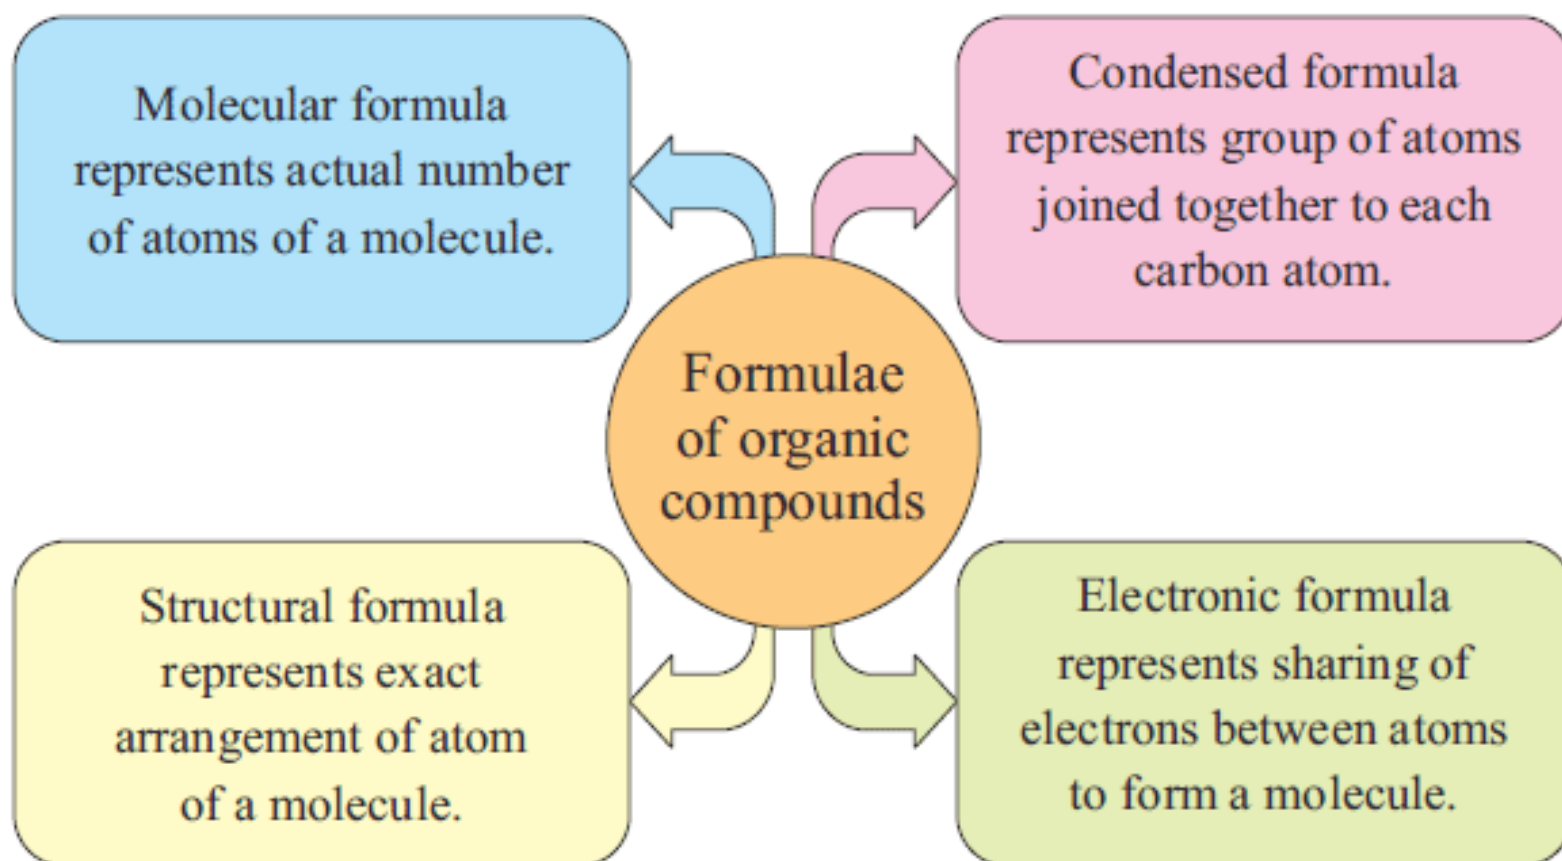 Molecular formula
represents actual number
of atoms of a molecule.
Condensed formula
represents group of atoms
joined together to each
carbon atom.
Formulae
of organic
compounds
Structural formula
represents exact
arrangement of atom
of a molecule.
Electronic formula
represents sharing of
electrons between atoms
to form a molecule.